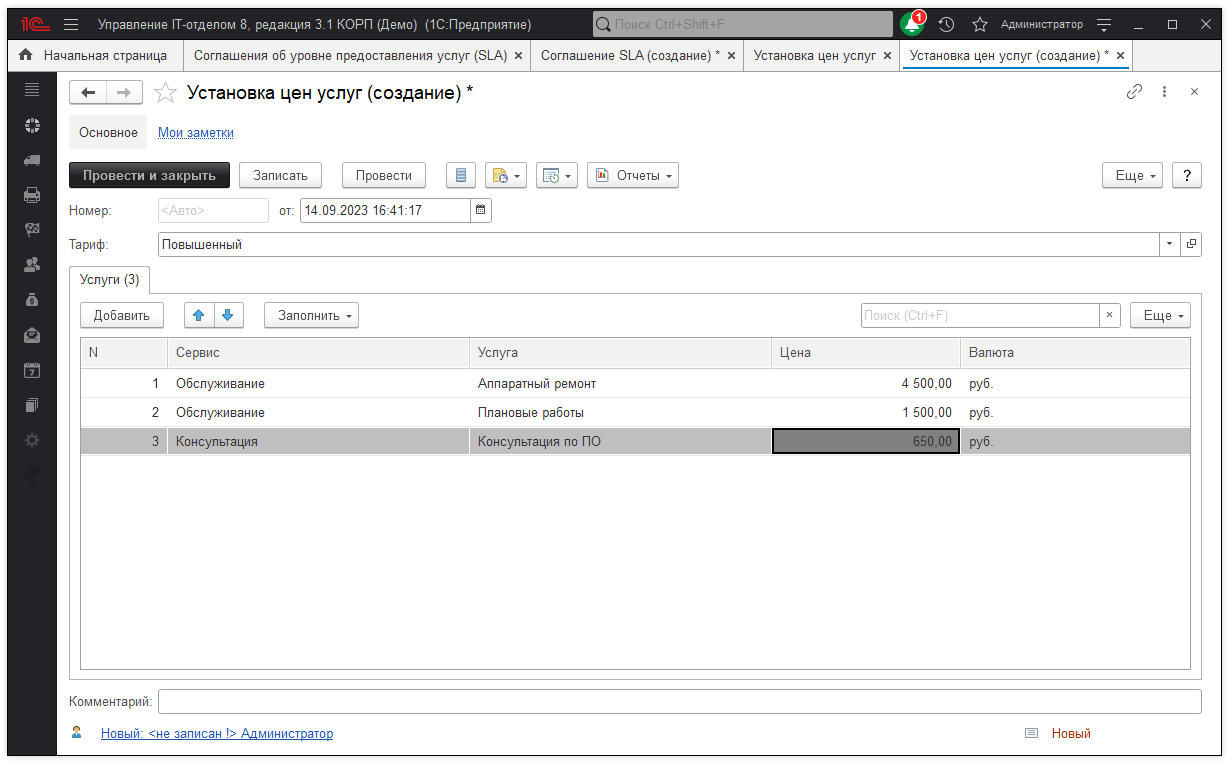 1С Управление IT-отделом 8, редакция 3.1 КОРП (Демо) (1С:Предприятие) Поиск Ctrl+Shift+F 1 Администратор
Начальная страница Соглашения об уровне предоставления услуг (SLA) × Соглашение SLA (создание) * × Установка цен услуг × Установка цен услуг (создание) * ×
Установка цен услуг (создание) *
Основное Мои заметки
Провести и закрыть Записать Провести Отчеты Еще ?
Номер: <Авто> от: 14.09.2023 16:41:17
Тариф: Повышенный
Услуги (3)
Добавить Заполнить Поиск (Ctrl+F) × Еще
N Сервис Услуга Цена Валюта
1 Обслуживание Аппаратный ремонт 4 500,00 руб.
2 Обслуживание Плановые работы 1 500,00 руб.
3 Консультация Консультация по ПО 650,00 руб.
Комментарий:
Новый: <не записан !> Администратор Новый